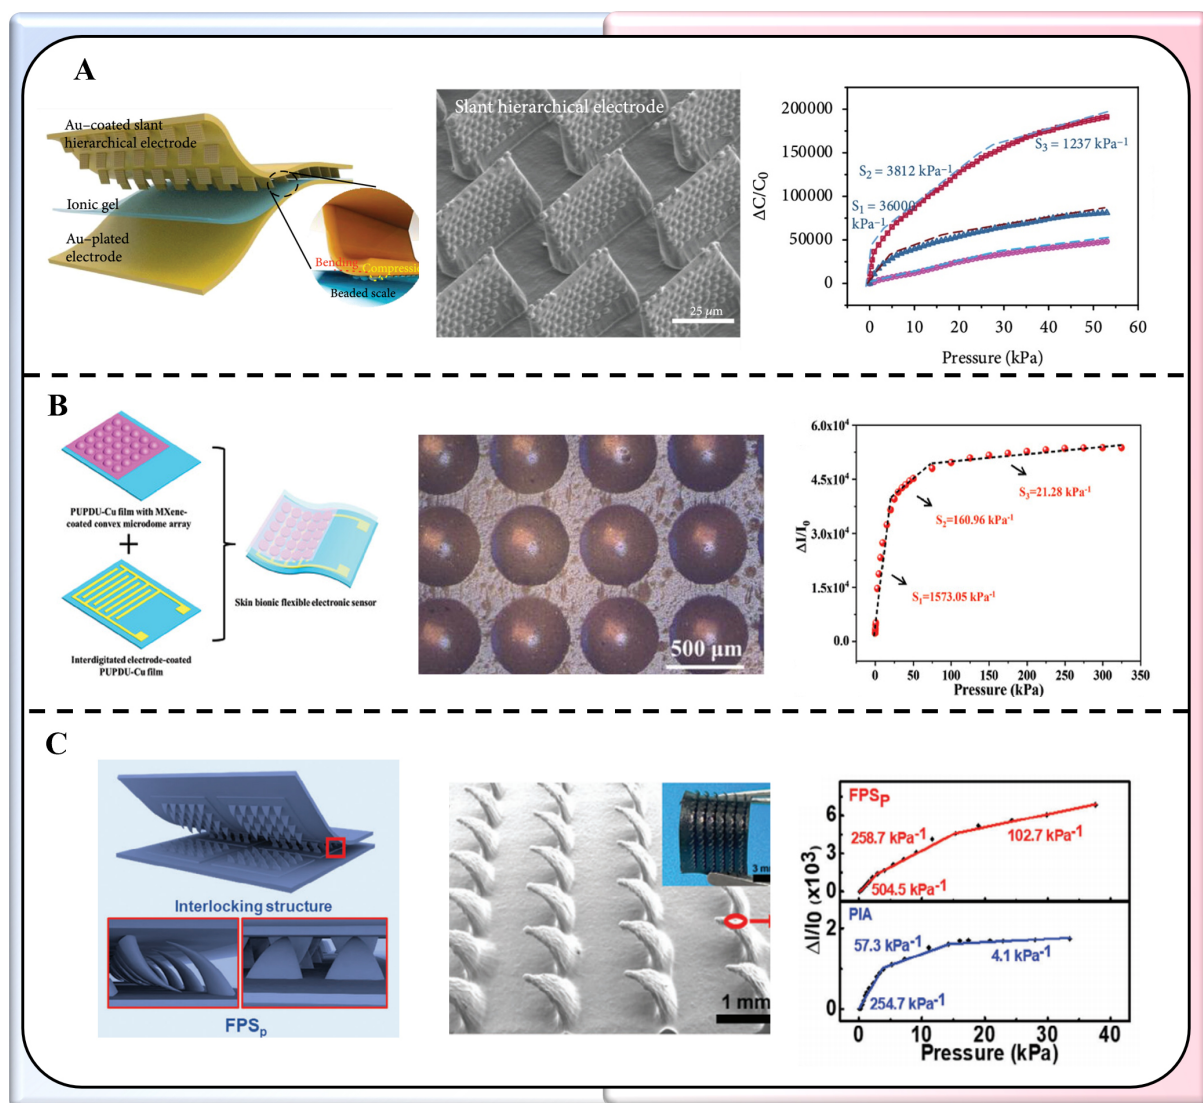 A
Au–coated slant
hierarchical electrode
Ionic gel
Au–plated
electrode
Bending
Compressio
Beaded scale
Slant hierarchical electrode
25 μm
ΔC/C0
200000
150000
100000
50000
0
S3 = 1237 kPa–1
S2 = 3812 kPa–1
S1 = 36000
kPa–1
0 10 20 30 40 50 60
Pressure (kPa)
B
PUPDU-Cu film with MXene-
coated convex microdome array
+
Interdigitated electrode-coated
PUPDU-Cu film
Skin bionic flexible electronic sensor
500 μm
ΔI/I0
6.0x10⁴
4.5x10⁴
3.0x10⁴
1.5x10⁴
0.0
S3=21.28 kPa-1
S2=160.96 kPa-1
S1=1573.05 kPa-1
0 50 100 150 200 250 300 350
Pressure (kPa)
C
Interlocking structure
FPSp
3 m
1 mm
ΔI/I0 (x103)
6
3
0
FPSP
258.7 kPa-1
102.7 kPa-1
504.5 kPa-1
2
0
PIA
57.3 kPa-1
4.1 kPa-1
254.7 kPa-1
0 10 20 30 40
Pressure (kPa)